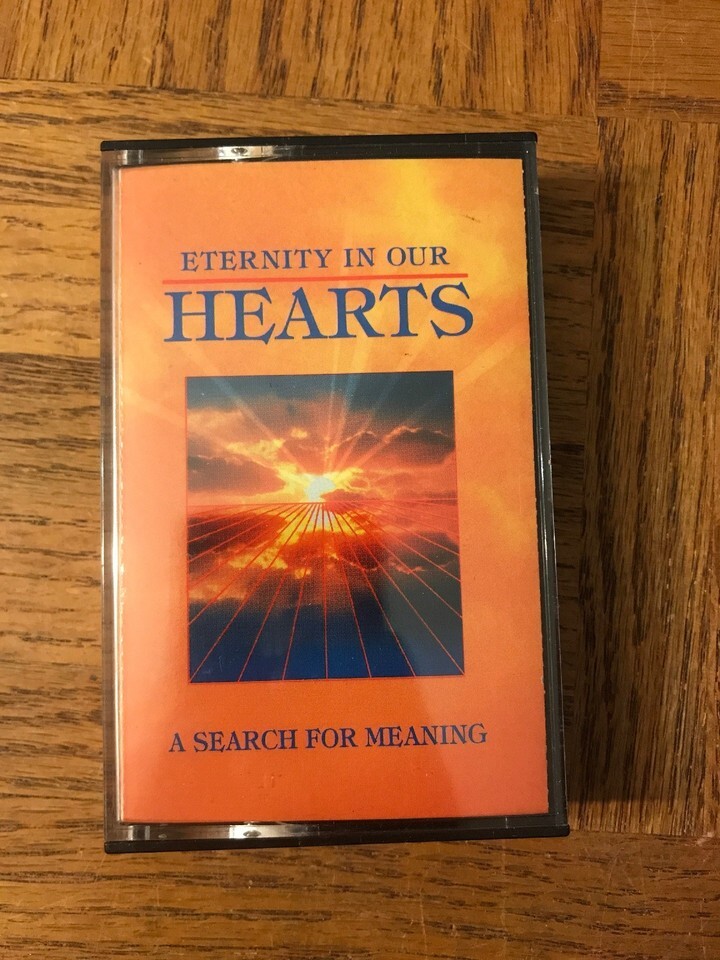 ETERNITY IN OUR
HEARTS
A SEARCH FOR MEANING